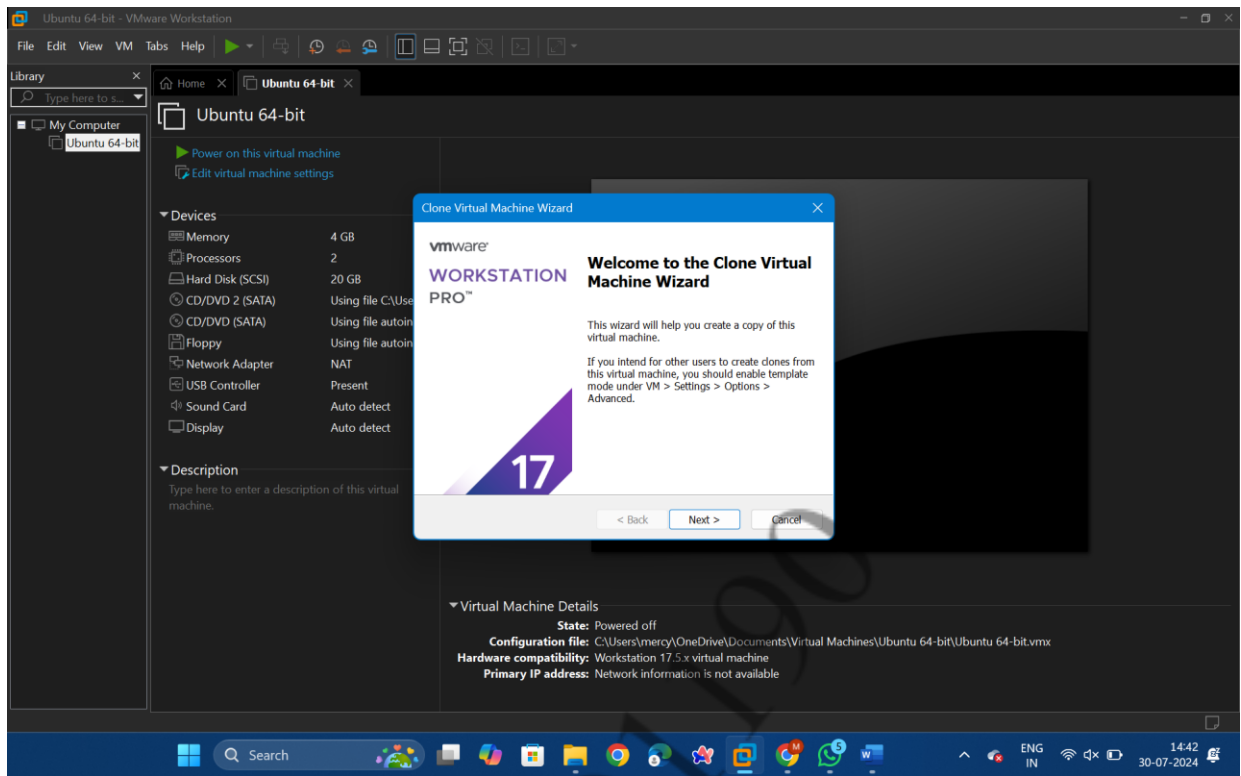 Ubuntu 64-bit - VMware Workstation
File Edit View VM Tabs Help
Library
Type here to s...
My Computer
Ubuntu 64-bit
Home
Ubuntu 64-bit
Ubuntu 64-bit
Power on this virtual machine
Edit virtual machine settings
Devices
Memory 4 GB
Processors 2
Hard Disk (SCSI) 20 GB
CD/DVD 2 (SATA) Using file C:\Use
CD/DVD (SATA) Using file autoin
Floppy Using file autoin
Network Adapter NAT
USB Controller Present
Sound Card Auto detect
Display Auto detect
Description
Type here to enter a description of this virtual
machine.
Clone Virtual Machine Wizard
vmware
WORKSTATION
PRO™
17
Welcome to the Clone Virtual
Machine Wizard
This wizard will help you create a copy of this
virtual machine.
If you intend for other users to create clones from
this virtual machine, you should enable template
mode under VM > Settings > Options >
Advanced.
< Back Next > Cancel
Virtual Machine Details
State: Powered off
Configuration file: C:\Users\mercy\OneDrive\Documents\Virtual Machines\Ubuntu 64-bit\Ubuntu 64-bit.vmx
Hardware compatibility: Workstation 17.5.x virtual machine
Primary IP address: Network information is not available
Search
M
5
W
ENG
IN
14:42
30-07-2024